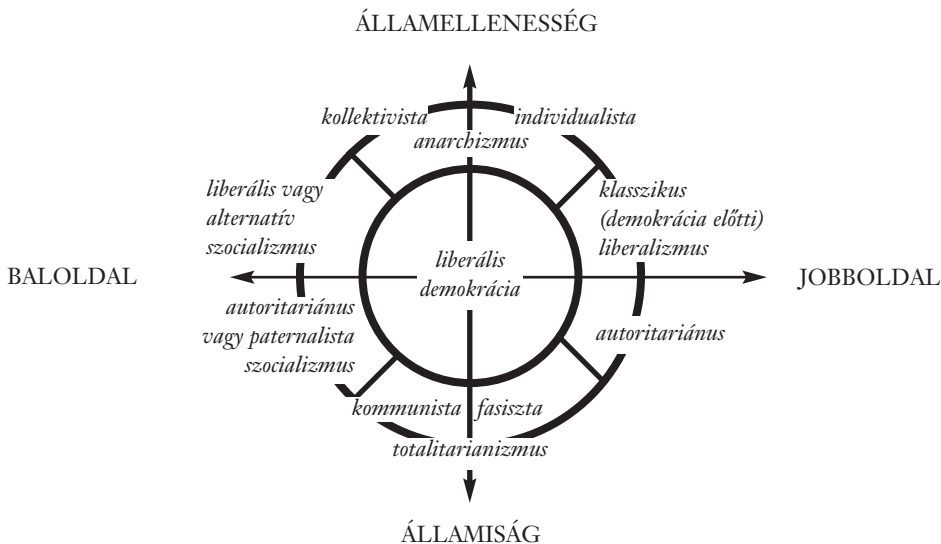 ÁLLAMELLENESSÉG
kollektivista
individualista
anarchizmus
liberális vagy
alternatív
szocializmus
klasszikus
(demokrácia előtti)
liberalizmus
BALOLDAL
liberális
demokrácia
JOBBOLDAL
autoritariánus
vagy paternalista
szocializmus
autoritariánus
kommunista
fasiszta
totalitarianizmus
ÁLLAMISÁG